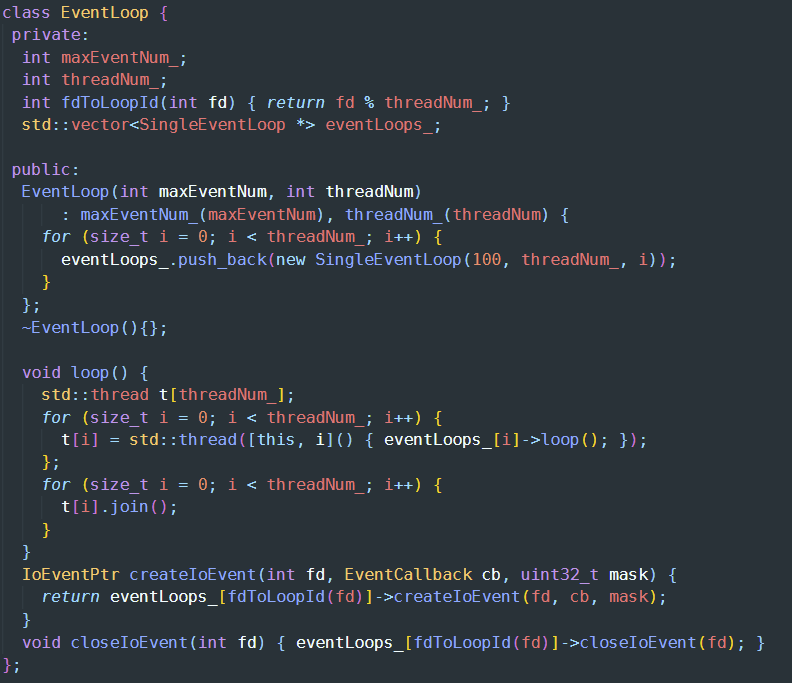 class EventLoop {
 private:
  int maxEventNum_;
  int threadNum_;
  int fdToLoopId(int fd) { return fd % threadNum_; }
  std::vector<SingleEventLoop *> eventLoops_;

 public:
  EventLoop(int maxEventNum, int threadNum)
      : maxEventNum_(maxEventNum), threadNum_(threadNum) {
    for (size_t i = 0; i < threadNum_; i++) {
      eventLoops_.push_back(new SingleEventLoop(100, threadNum_, i));
    }
  };
  ~EventLoop(){};

  void loop() {
    std::thread t[threadNum_];
    for (size_t i = 0; i < threadNum_; i++) {
      t[i] = std::thread([this, i]() { eventLoops_[i]->loop(); });
    };
    for (size_t i = 0; i < threadNum_; i++) {
      t[i].join();
    }
  }
  IoEventPtr createIoEvent(int fd, EventCallback cb, uint32_t mask) {
    return eventLoops_[fdToLoopId(fd)]->createIoEvent(fd, cb, mask);
  }
  void closeIoEvent(int fd) { eventLoops_[fdToLoopId(fd)]->closeIoEvent(fd); }
};